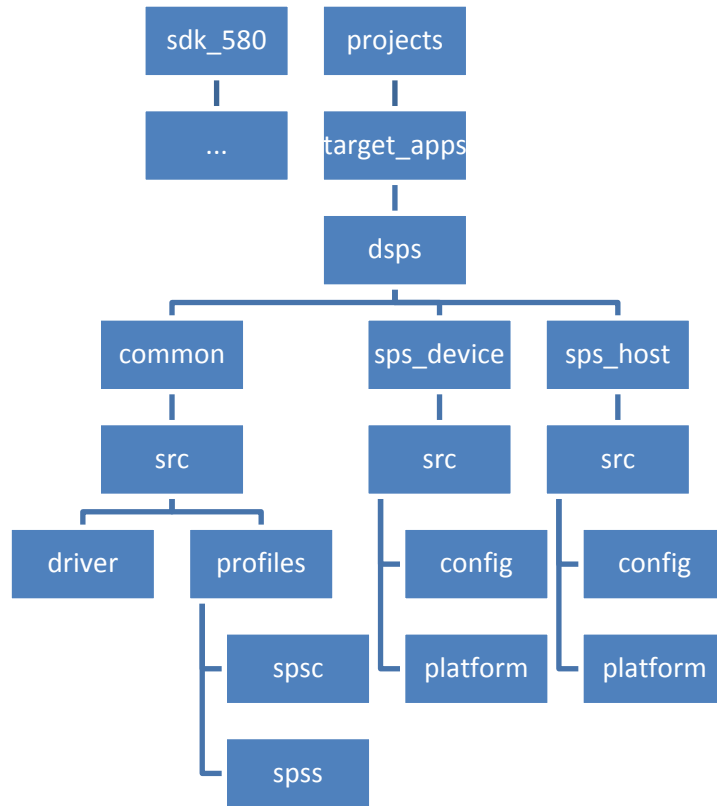 sdk_580
projects
...
target_apps
dsps
common
sps_device
sps_host
src
src
src
driver
profiles
config
config
spsc
platform
platform
spss